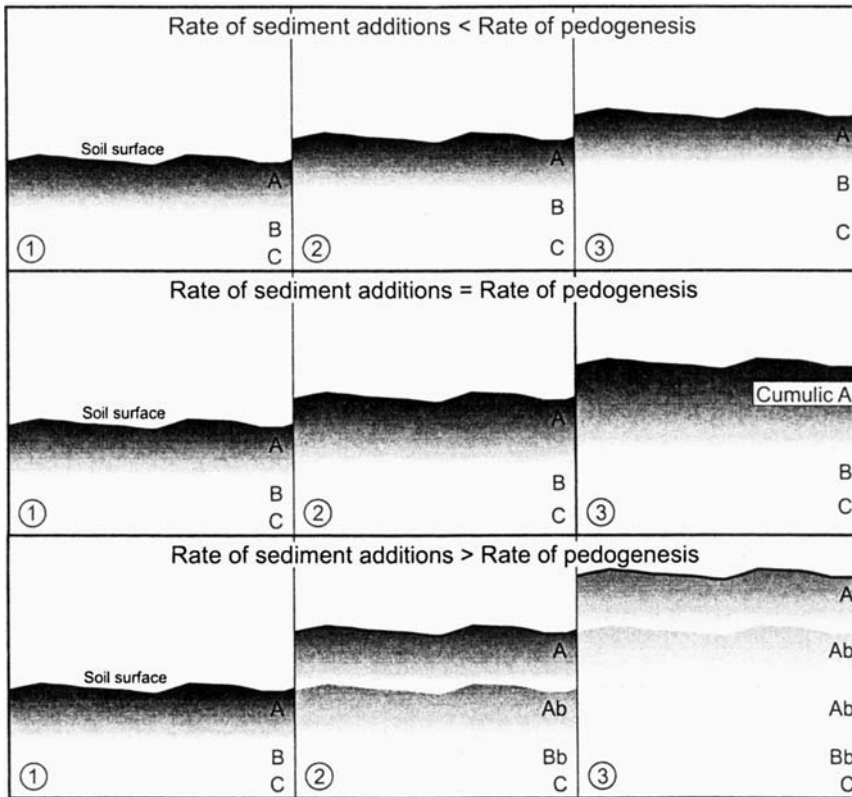 Rate of sediment additions < Rate of pedogenesis
Soil surface
A
B
C
1
A
B
C
2
A
B
C
3
Rate of sediment additions = Rate of pedogenesis
Soil surface
A
B
C
1
A
B
C
2
Cumulic A
B
C
3
Rate of sediment additions > Rate of pedogenesis
Soil surface
A
B
C
1
A
Ab
Bb
C
2
A
Ab
Ab
Bb
C
3